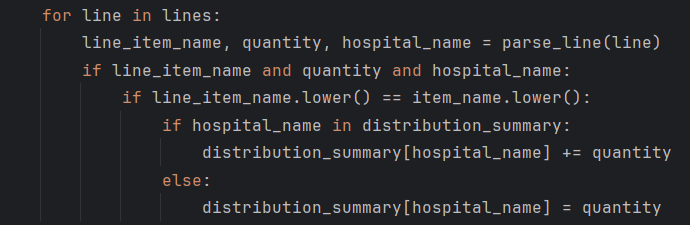 for line in lines:
    line_item_name, quantity, hospital_name = parse_line(line)
    if line_item_name and quantity and hospital_name:
        if line_item_name.lower() == item_name.lower():
            if hospital_name in distribution_summary:
                distribution_summary[hospital_name] += quantity
            else:
                distribution_summary[hospital_name] = quantity